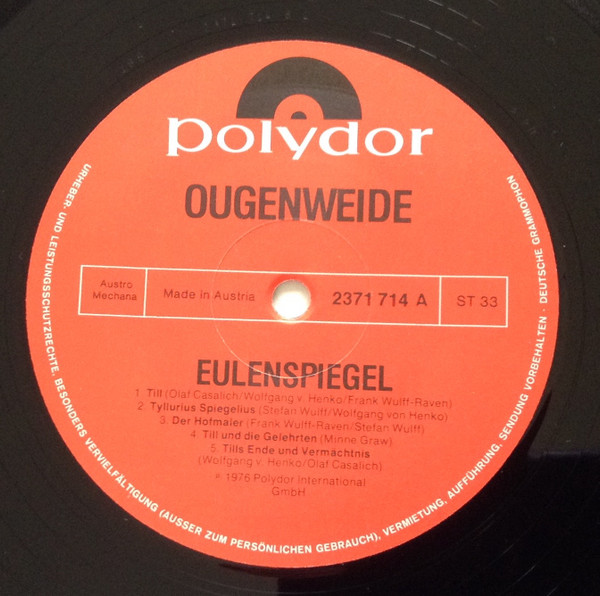 polydor
OUGENWEIDE
Austro
Mechana
Made in Austria
2371 714 A
ST 33
EULENSPIEGEL
1. Till (Olaf Casalich/Wolfgang v. Henko/Frank Wulff-Raven)
2. Tyllurius Spiegelius (Stefan Wulff/Wolfgang von Henko)
3. Der Hofmaler (Frank Wulff-Raven/Stefan Wulff)
4. Till und die Gelehrten (Minne Graw)
5. Tills Ende und Vermächtnis
(Wolfgang v. Henko/Olaf Casalich)
℗ 1976 Polydor International
GmbH
URHEBER- UND LEISTUNGSSCHUTZRECHTE, BESONDERS VERVIELFÄLTIGUNG (AUSSER ZUM PERSÖNLICHEN GEBRAUCH), VERMIETUNG, AUFFÜHRUNG, SENDUNG VORBEHALTEN · DEUTSCHE GRAMMOPHON